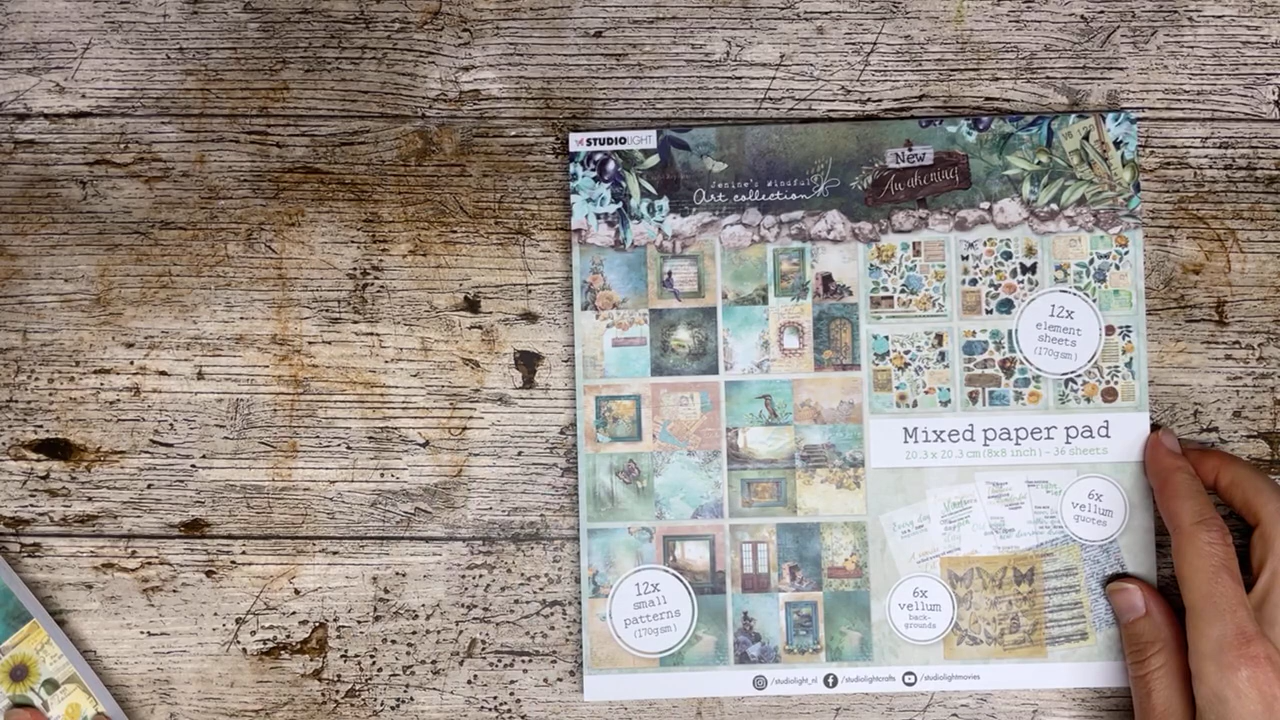 STUDIOLIGHT
Jenine's Mindful
Art collection
New
Awakening
12x
element
sheets
(170gsm)
Mixed paper pad
20.3 x 20.3 cm (8x8 inch) - 36 sheets
6x
vellum
quotes
12x
small
patterns
(170gsm)
6x
vellum
back-
grounds
/studiolight_nl /studiolightcrafts /studiolightmovies